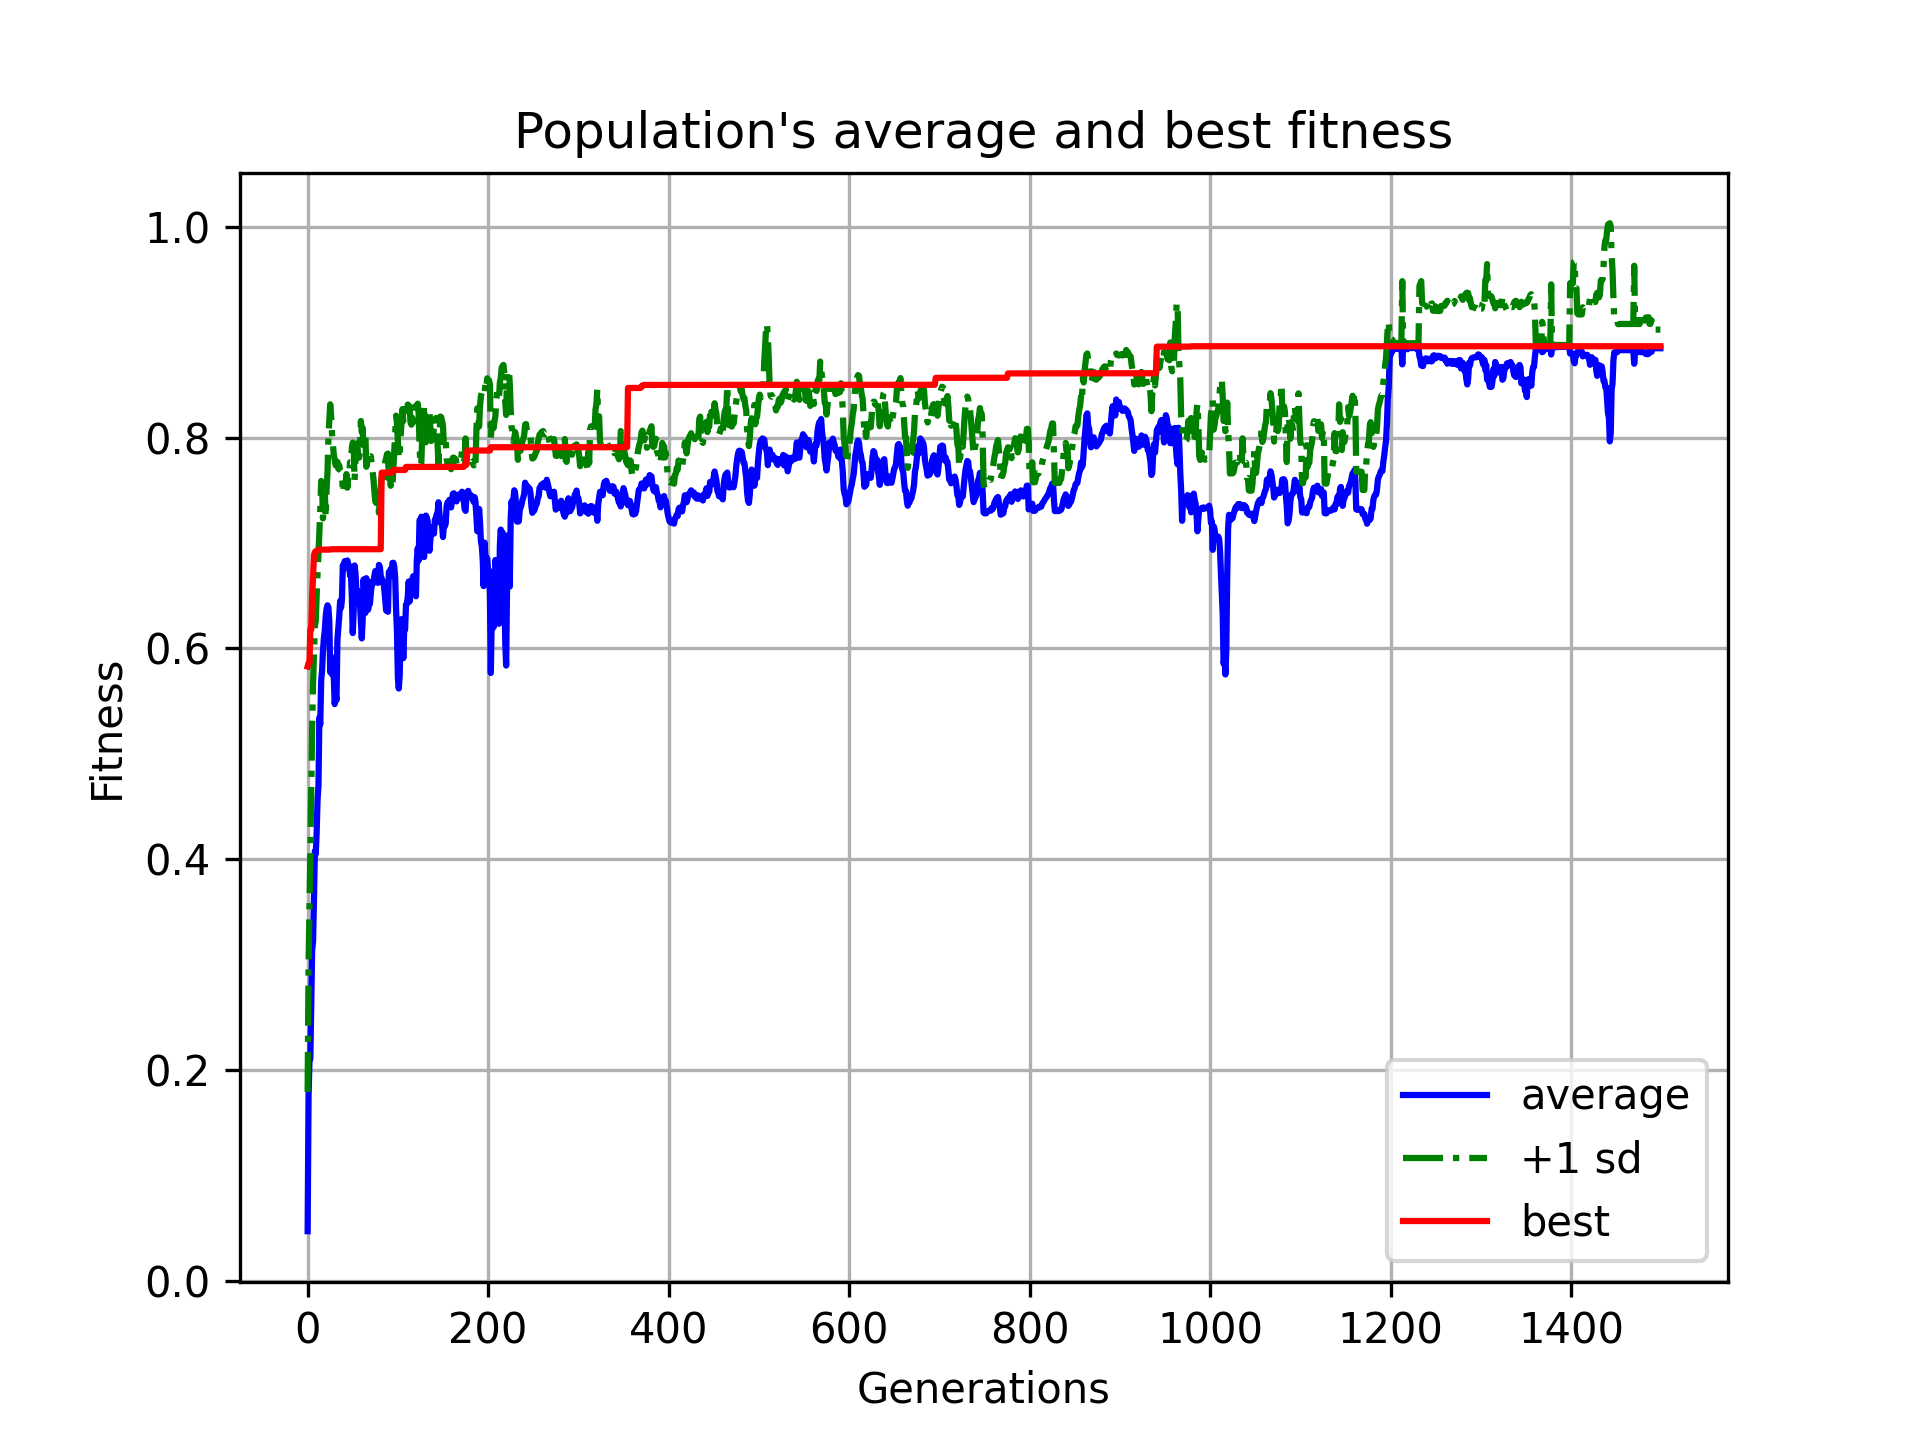 Population's average and best fitness
1.0
0.8
0.6
0.4
0.2
0.0
Fitness
0 200 400 600 800 1000 1200 1400
Generations
average
+1 sd
best